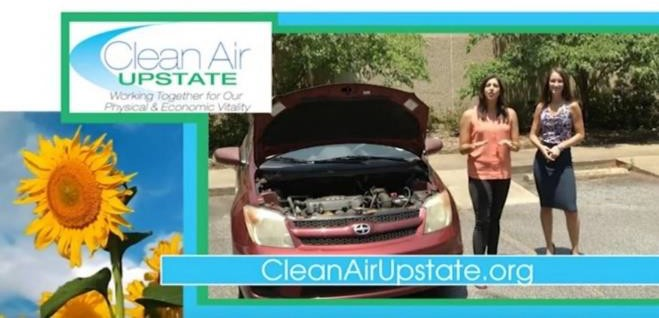 Clean Air
UPSTATE
Working Together for Our
Physical & Economic Vitality
CleanAirUpstate.org